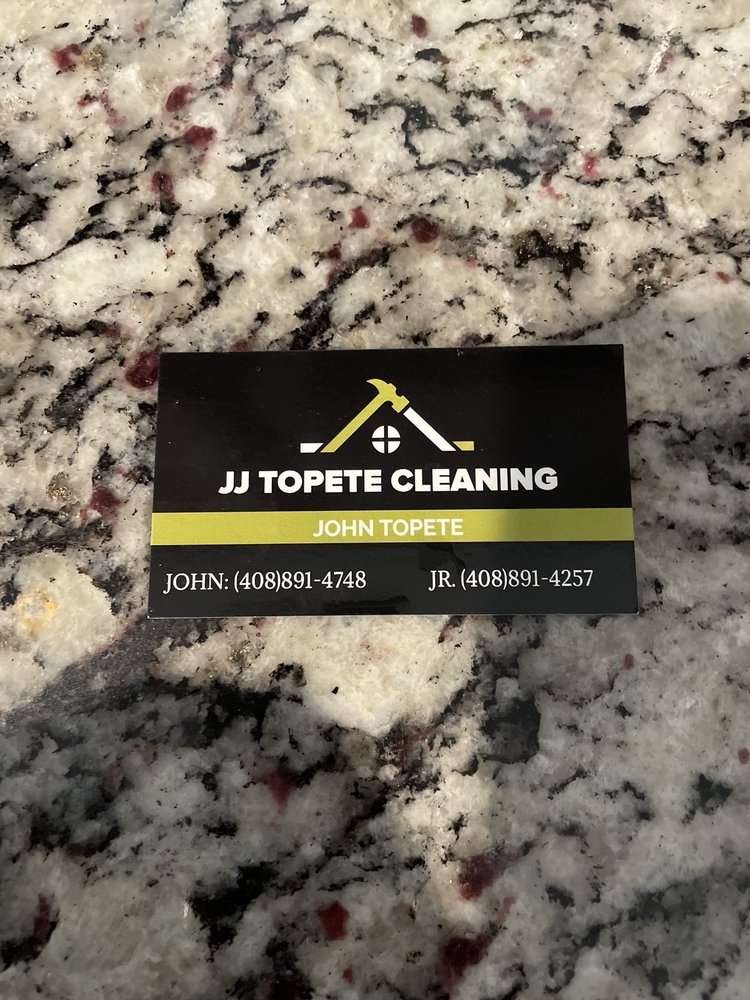 JJ TOPETE CLEANING
JOHN TOPETE
JOHN: (408)891-4748 JR. (408)891-4257